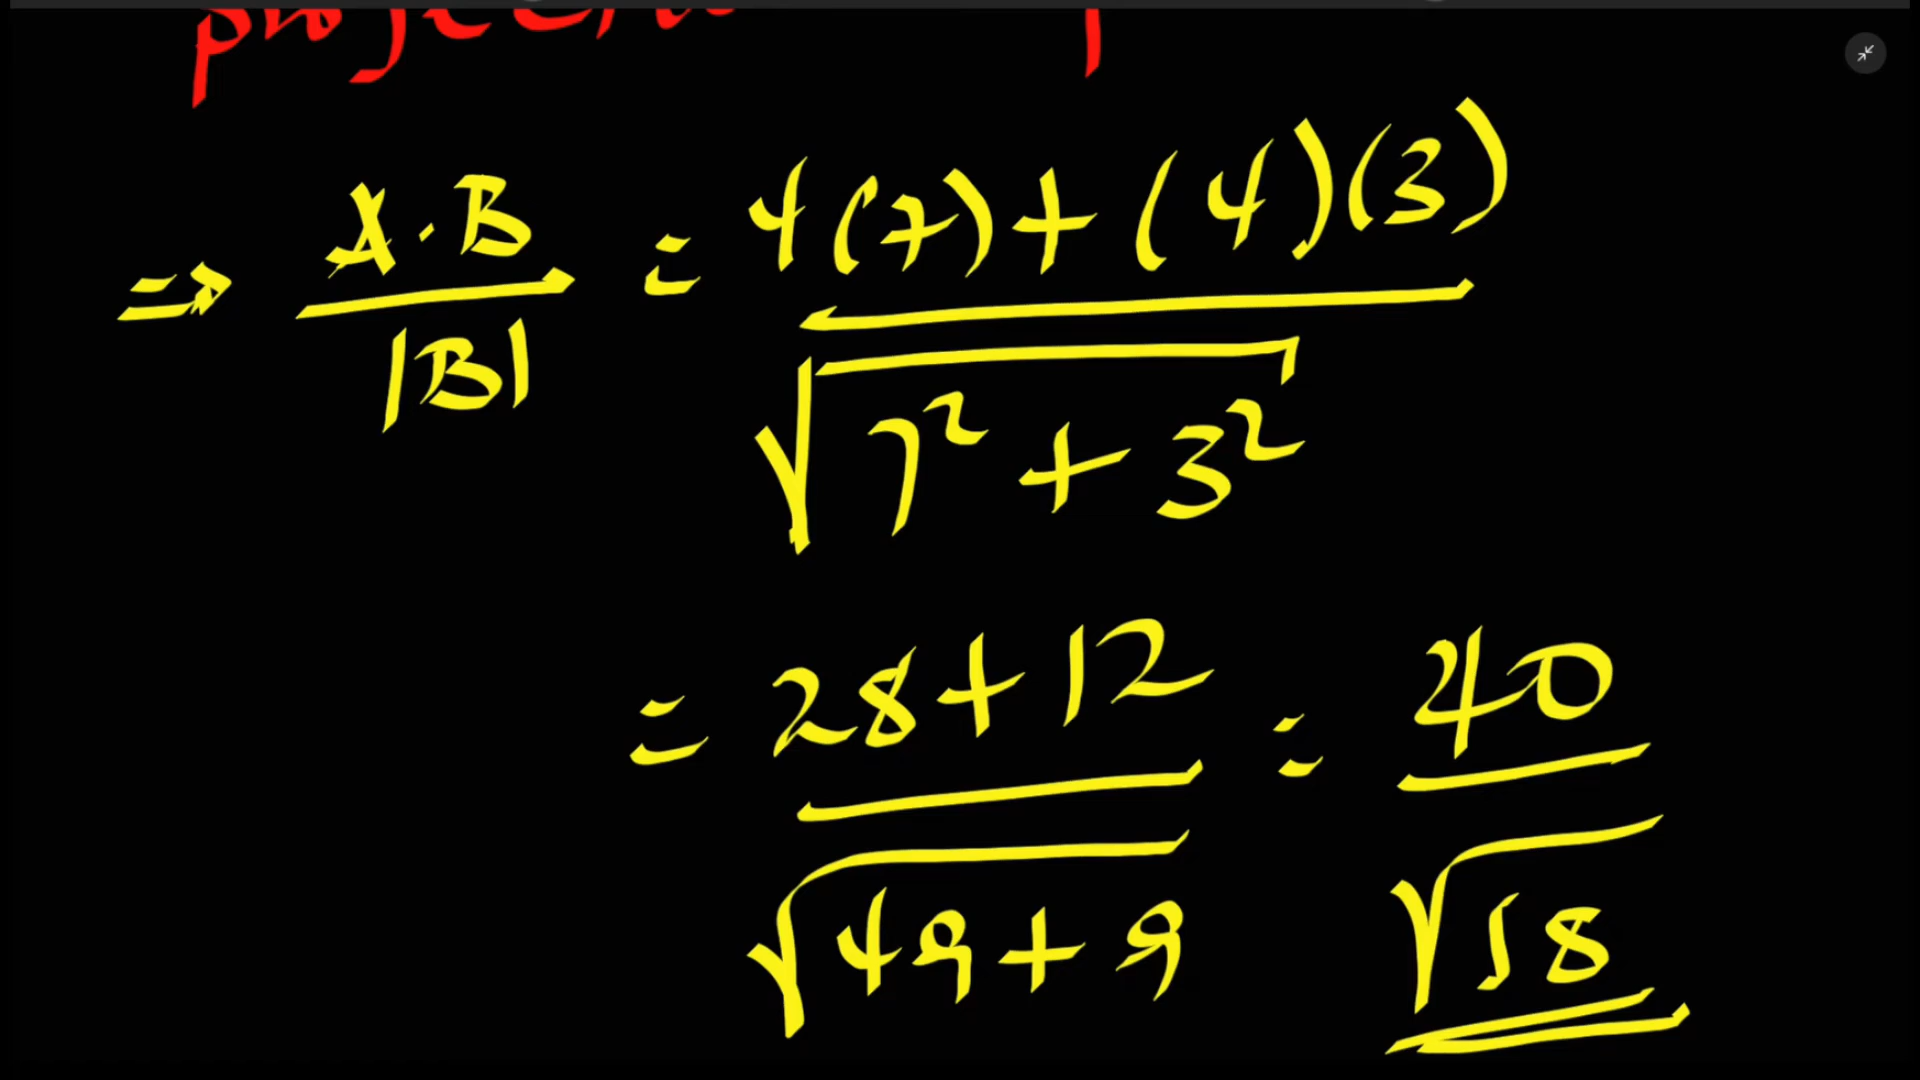 ⇒ A·B / |B| = 4(7)+(4)(3) / √(7² + 3²)
= 28+12 / √(49+9) = 40 / √58